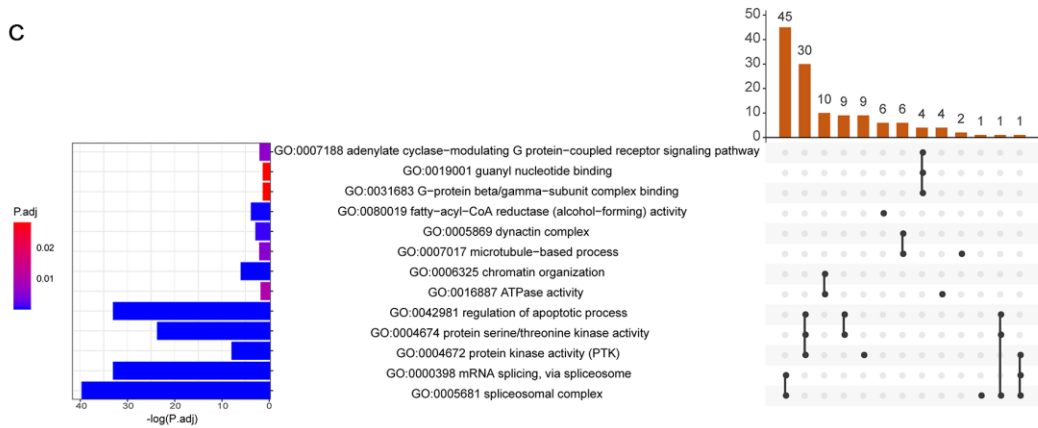 C
50
40
30
20
10
0
45
30
10
9
9
6
6
4
4
2
1
1
1
GO:0007188 adenylate cyclase−modulating G protein−coupled receptor signaling pathway
GO:0019001 guanyl nucleotide binding
GO:0031683 G−protein beta/gamma−subunit complex binding
GO:0080019 fatty−acyl−CoA reductase (alcohol−forming) activity
GO:0005869 dynactin complex
GO:0007017 microtubule−based process
GO:0006325 chromatin organization
GO:0016887 ATPase activity
GO:0042981 regulation of apoptotic process
GO:0004674 protein serine/threonine kinase activity
GO:0004672 protein kinase activity (PTK)
GO:0000398 mRNA splicing, via spliceosome
GO:0005681 spliceosomal complex
P.adj
0.02
0.01
40 30 20 10 0
-log(P.adj)